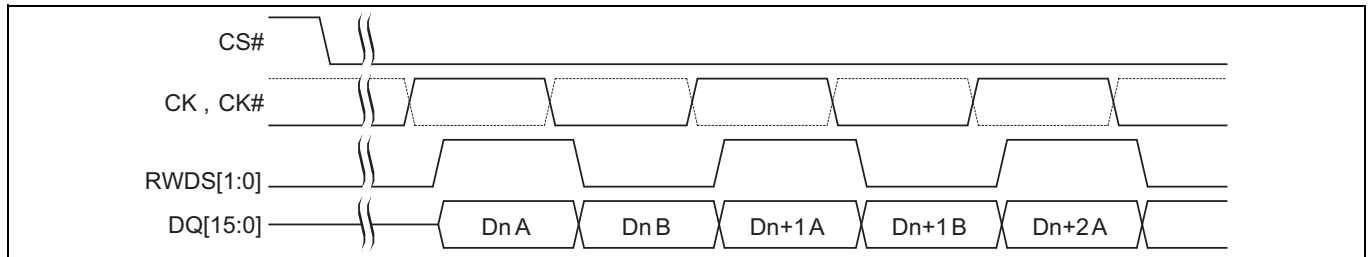 CS#
CK , CK#
RWDS[1:0]
DQ[15:0]
Dn A Dn B Dn+1 A Dn+1 B Dn+2 A